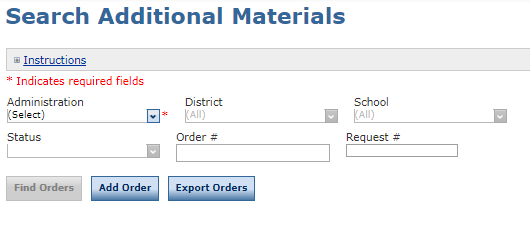 Search Additional Materials
Instructions
* Indicates required fields
Administration District School
(Select) * (All) (All)
Status Order # Request #
Find Orders Add Order Export Orders